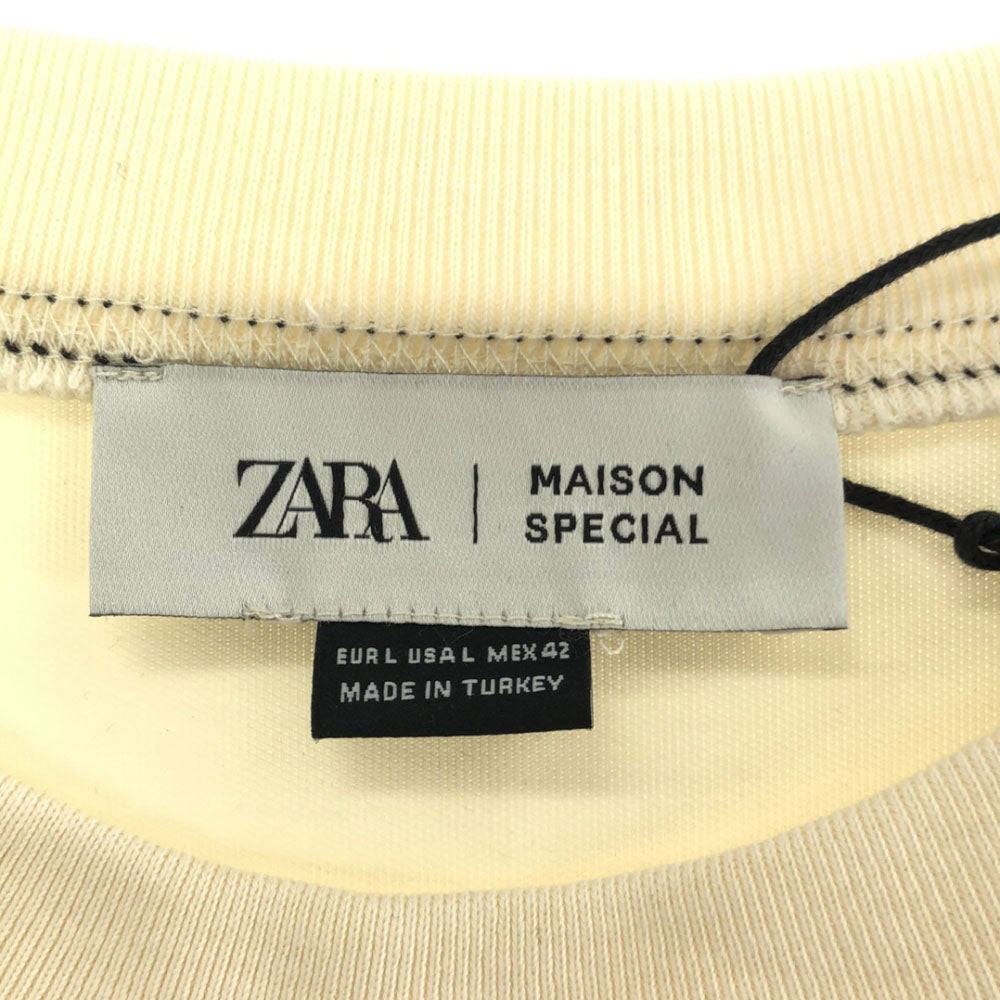 ZARA | MAISON
SPECIAL
EUR L USA L MEX 42
MADE IN TURKEY